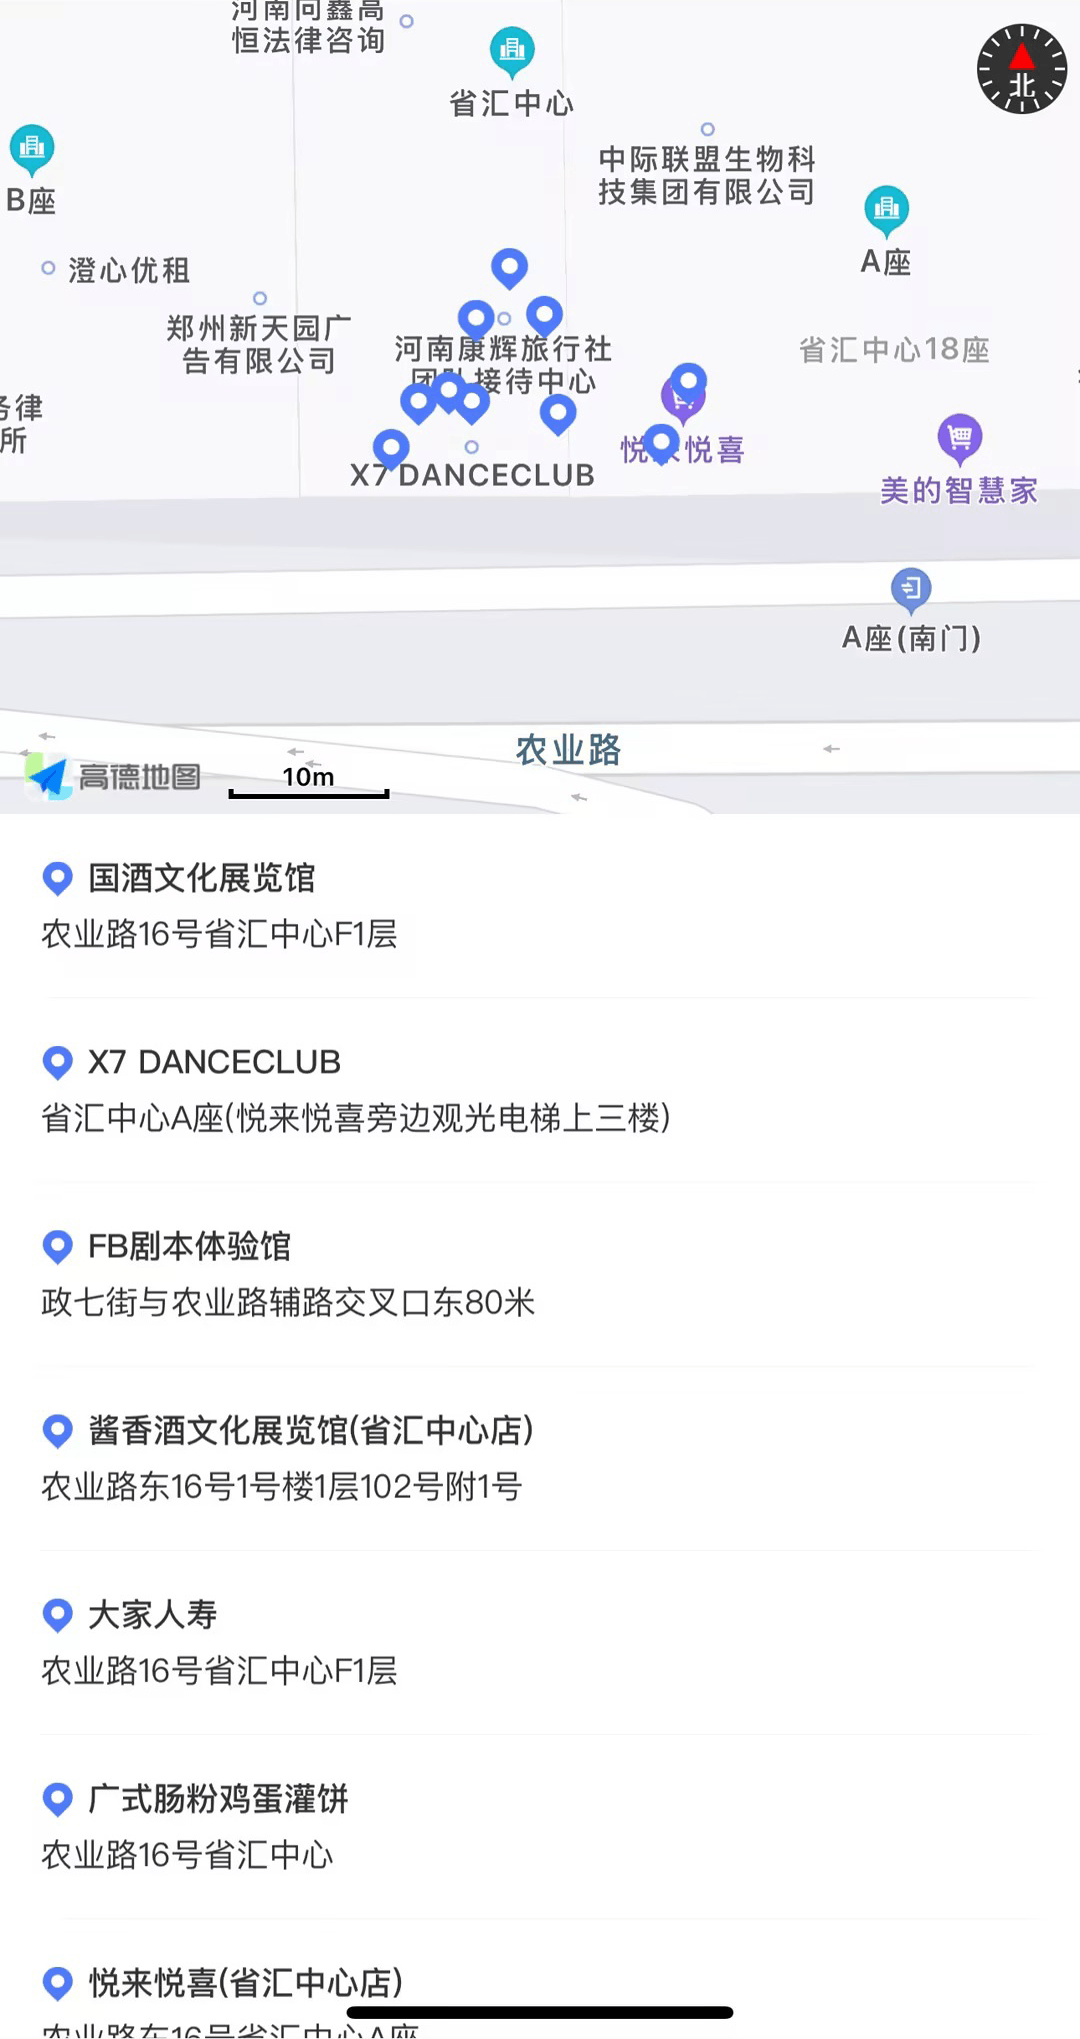 河南同鑫高
恒法律咨询
省汇中心
北
B座
中际联盟生物科
技集团有限公司
A座
澄心优租
郑州新天园广
告有限公司
河南康辉旅行社
团队接待中心
省汇中心18座
务律
所
悦来悦喜
X7 DANCECLUB
美的智慧家
A座(南门)
农业路
高德地图
10m
国酒文化展览馆
农业路16号省汇中心F1层
X7 DANCECLUB
省汇中心A座(悦来悦喜旁边观光电梯上三楼)
FB剧本体验馆
政七街与农业路辅路交叉口东80米
酱香酒文化展览馆(省汇中心店)
农业路东16号1号楼1层102号附1号
大家人寿
农业路16号省汇中心F1层
广式肠粉鸡蛋灌饼
农业路16号省汇中心
悦来悦喜(省汇中心店)
农业路东16号省汇中心A座